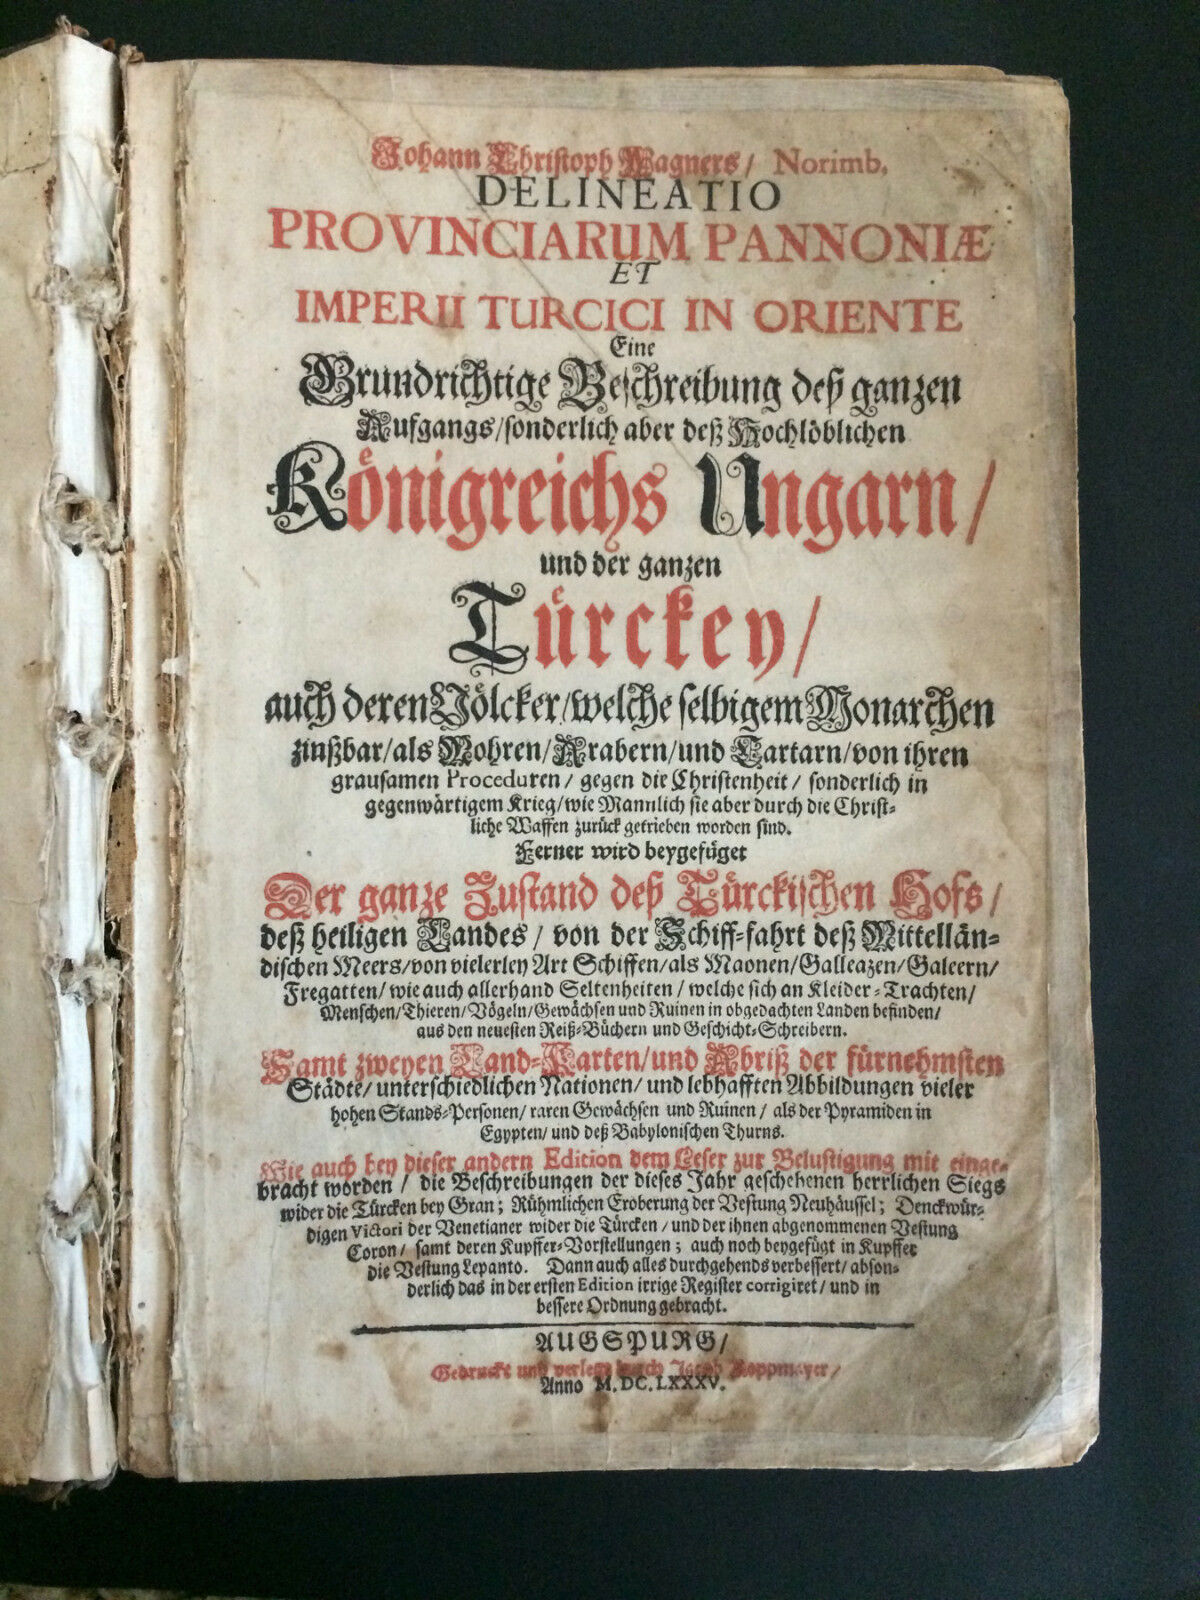 Johann Christoph Wagners/ Norimb.
DELINEATIO
PROVINCIARUM PANNONIÆ
ET
IMPERII TURCICI IN ORIENTE
Eine
Grundrichtige Beschreibung deß ganzen
Aufgangs/sonderlich aber deß Hochlöblichen
Königreichs Ungarn/
und der ganzen
Türckey/
auch deren Völcker/welche selbigem Monarchen
zinßbar/als Mohren/Arabern/und Tartarn/von ihren
grausamen Proceduren/ gegen die Christenheit/ sonderlich in
gegenwärtigem Krieg/wie Mannlich sie aber durch die Christ-
liche Waffen zurück getrieben worden sind.
Ferner wird beygefüget
Der ganze Zustand deß Türckischen Hofs/
deß heiligen Landes/ von der Schiff-fahrt deß Mittellän-
dischen Meers/von vielerley Art Schiffen/als Maonen/Galleazen/Galeern/
Fregatten/ wie auch allerhand Seltenheiten/ welche sich an Kleider-Trachten/
Menschen/Thieren/Vögeln/Gewächsen und Ruinen in obgedachten Landen befinden/
aus den neuesten Reiß-Büchern und Geschicht-Schreibern.
Samt zweyen Land-Karten/und Abriß der fürnehmsten
Städte/ unterschiedlichen Nationen/ und lebhafften Abbildungen vieler
hohen Stands-Personen/ raren Gewächsen und Ruinen/ als der Pyramiden in
Egypten/ und deß Babylonischen Thurns.
Wie auch bey dieser andern Edition dem Leser zur Belustigung mit einge-
bracht worden/ die Beschreibungen der dieses Jahr geschehenen herrlichen Siegs
wider die Türcken bey Gran; Rühmlichen Eroberung der Vestung Neuhäussel; Denckwür-
digen Victori der Venetianer wider die Türcken/ und der ihnen abgenommenen Vestung
Coron/ samt deren Kupffer-Vorstellungen; auch noch beygefügt in Kupffer
die Vestung Lepanto. Dann auch alles durchgehends verbessert/ abson-
derlich das in der ersten Edition irrige Register corrigiret/ und in
bessere Ordnung gebracht.
AUGSPURG/
Gedruckt und verlegt durch Jacob Koppmayer/
Anno M.DC.LXXXV.